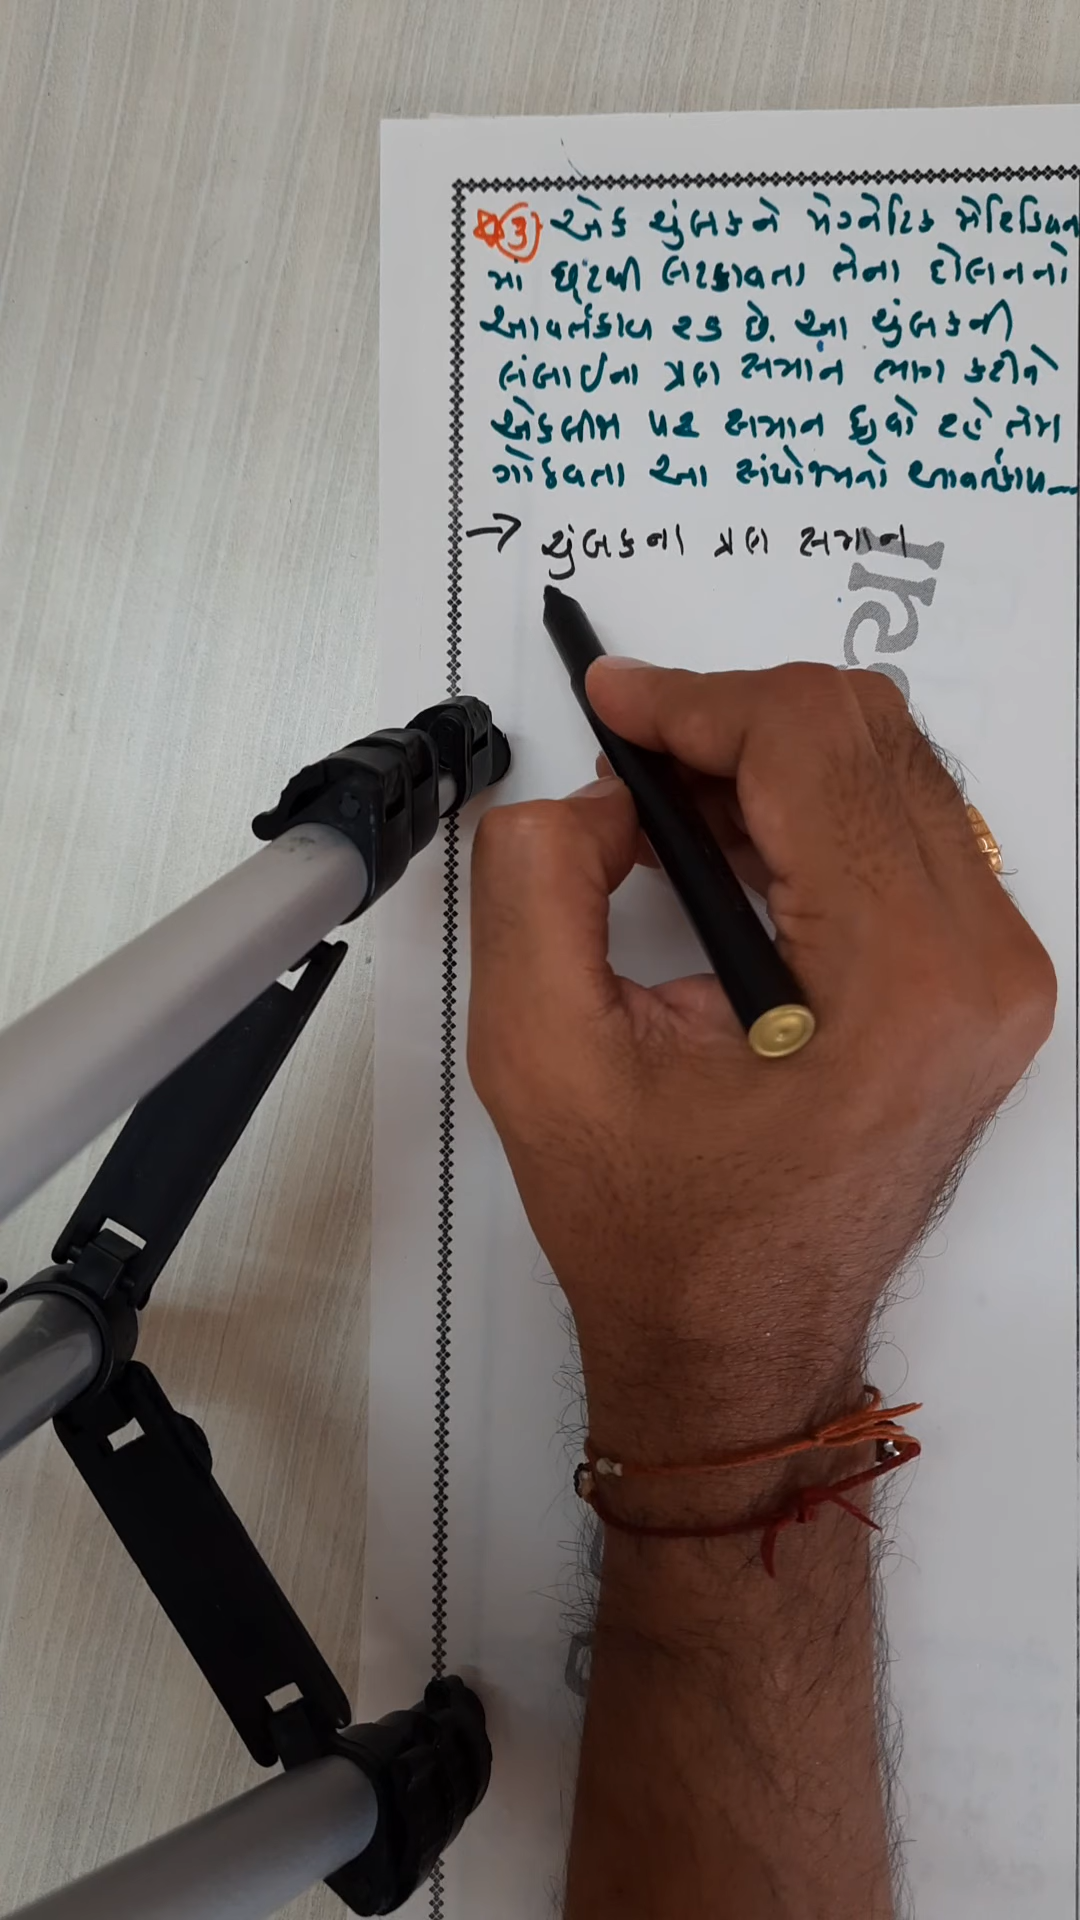 (3) એક ચુંબકને મેગ્નેટિક મેરિડિયન
માં છૂટથી લટકાવતા તેના દોલનનો
આવર્તકાળ 2s છે. આ ચુંબકની
લંબાઈના ત્રણ સમાન ભાગ કરીને
એકબીજા પર સમાન ધ્રુવો રહે તેમ
ગોઠવતા આ સંયોજનનો આવર્તકાળ __
→ ચુંબકના ત્રણ સમાન